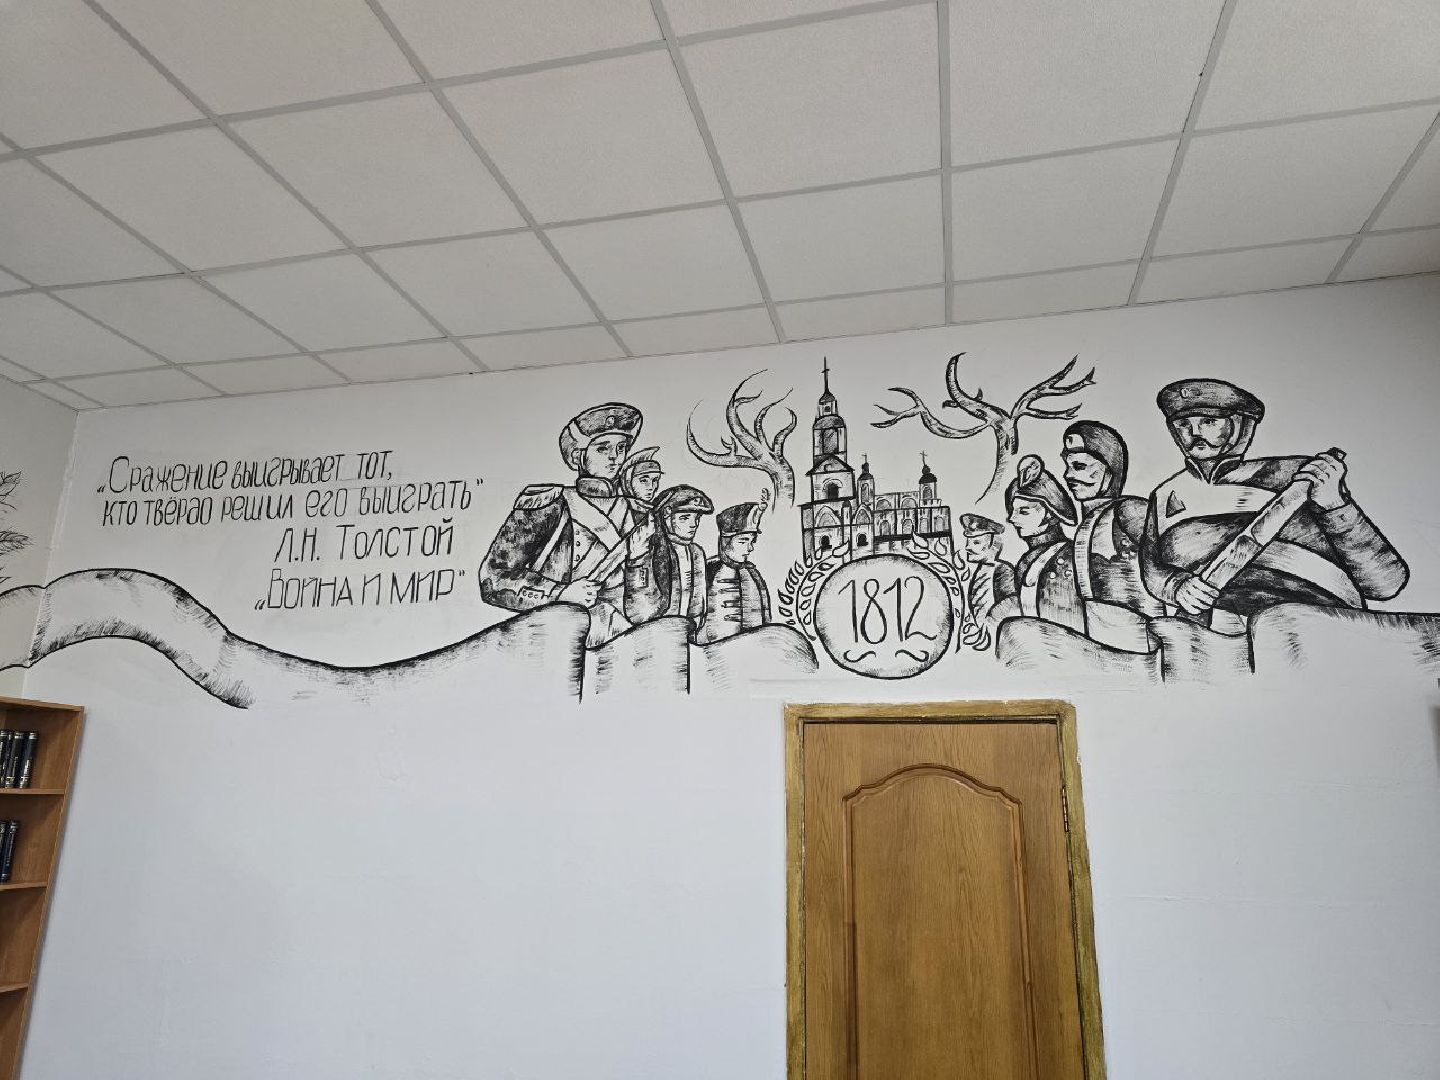 „Сражение выигрывает тот,
кто твёрдо решил его выиграть"
Л.Н. Толстой
„Война и мир"
1812